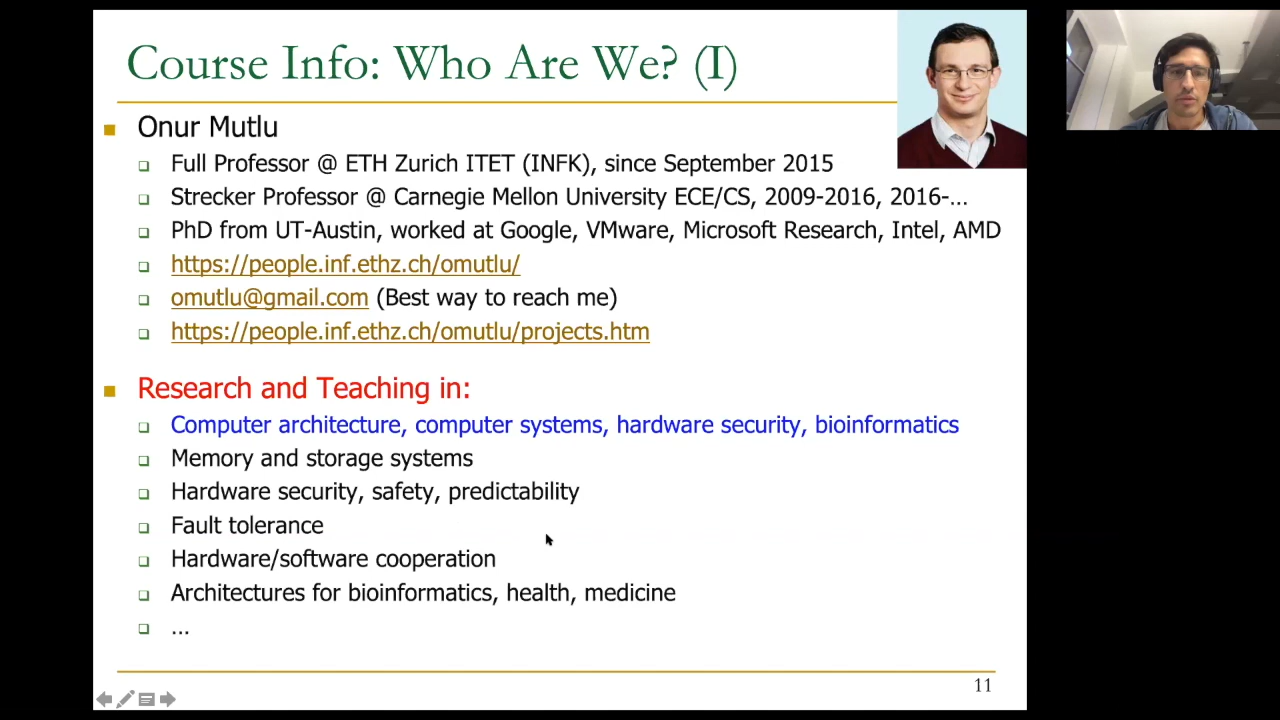 Course Info: Who Are We? (I)
Onur Mutlu
Full Professor @ ETH Zurich ITET (INFK), since September 2015
Strecker Professor @ Carnegie Mellon University ECE/CS, 2009-2016, 2016-...
PhD from UT-Austin, worked at Google, VMware, Microsoft Research, Intel, AMD
https://people.inf.ethz.ch/omutlu/
omutlu@gmail.com (Best way to reach me)
https://people.inf.ethz.ch/omutlu/projects.htm
Research and Teaching in:
Computer architecture, computer systems, hardware security, bioinformatics
Memory and storage systems
Hardware security, safety, predictability
Fault tolerance
Hardware/software cooperation
Architectures for bioinformatics, health, medicine
...
11